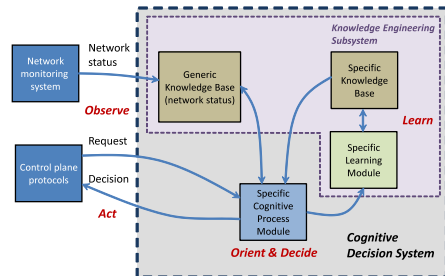 Network
status
Network
monitoring
system
Observe
Request
Control plane
protocols
Decision
Act
Knowledge Engineering
Subsystem
Generic
Knowledge Base
(network status)
Specific
Knowledge
Base
Learn
Specific
Learning
Module
Specific
Cognitive
Process
Module
Orient & Decide
Cognitive
Decision System